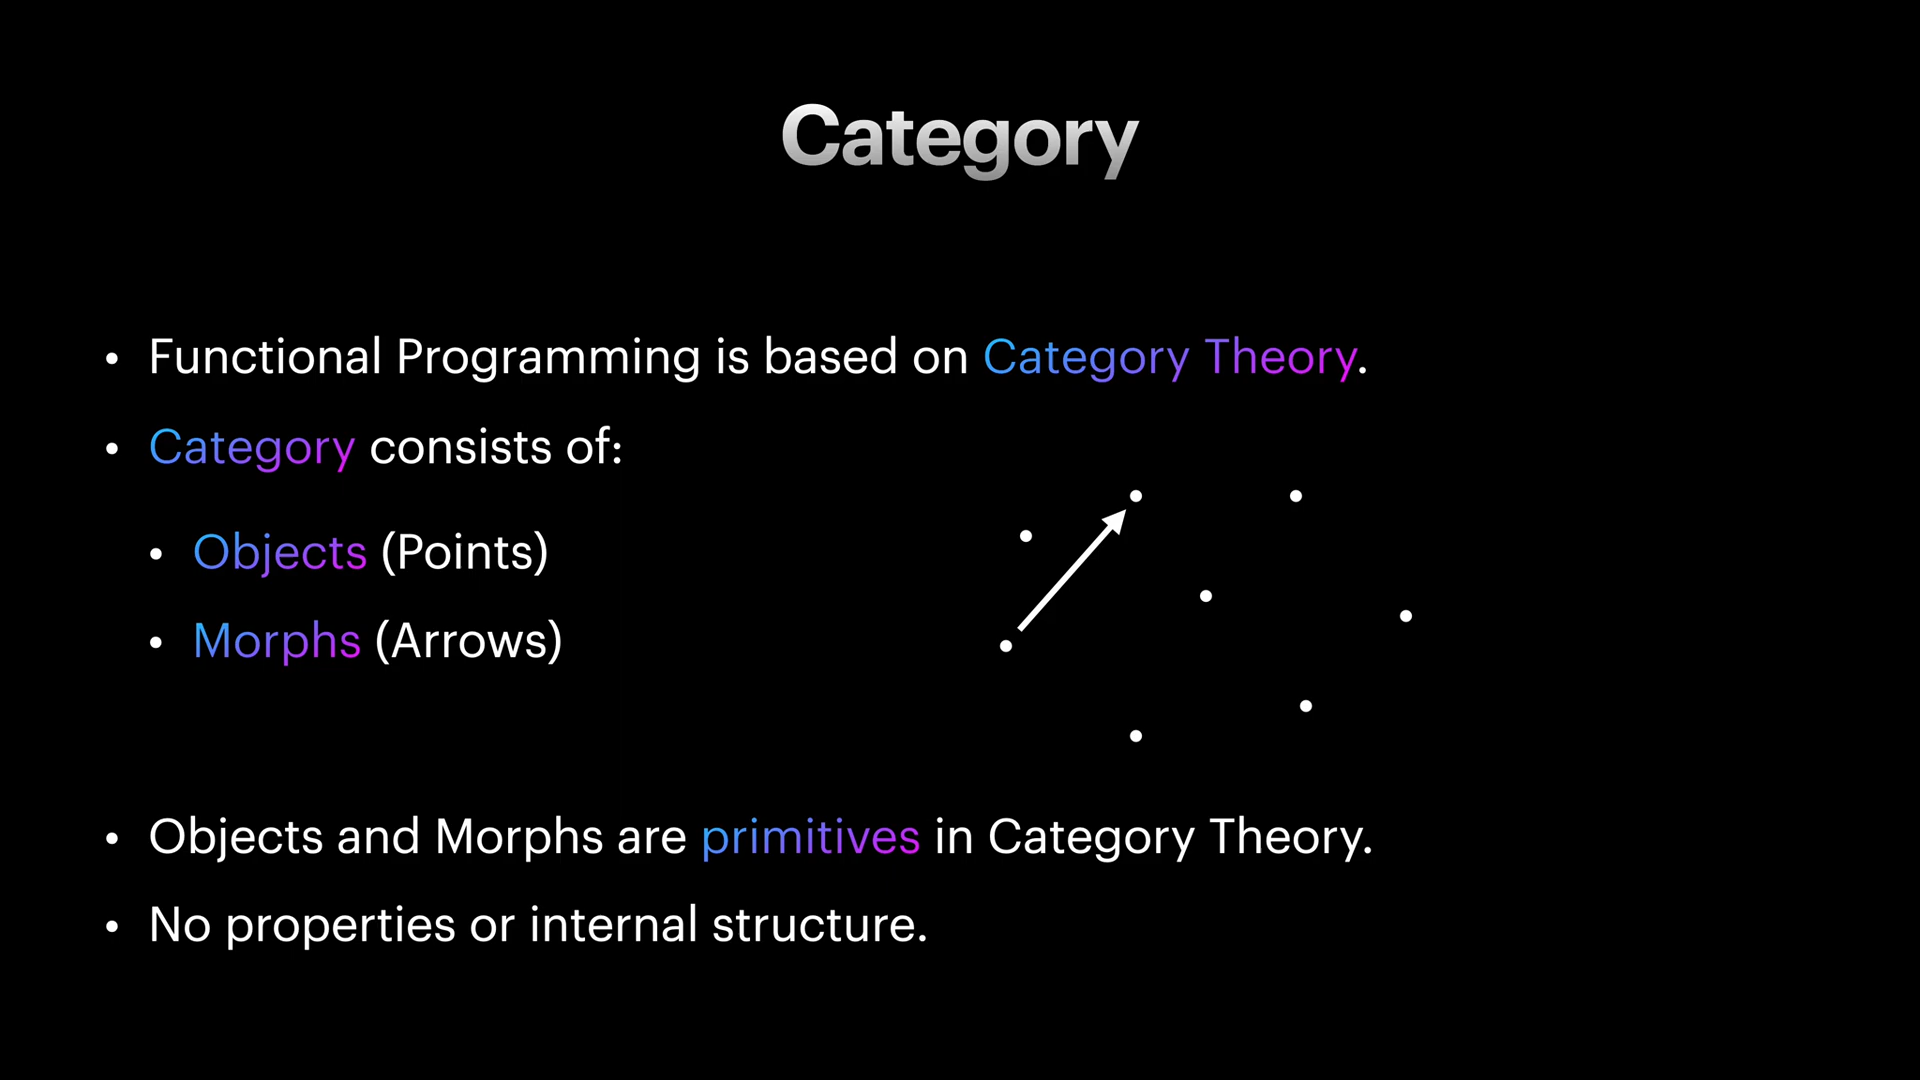 Category
• Functional Programming is based on Category Theory.
• Category consists of:
• Objects (Points)
• Morphs (Arrows)
• Objects and Morphs are primitives in Category Theory.
• No properties or internal structure.